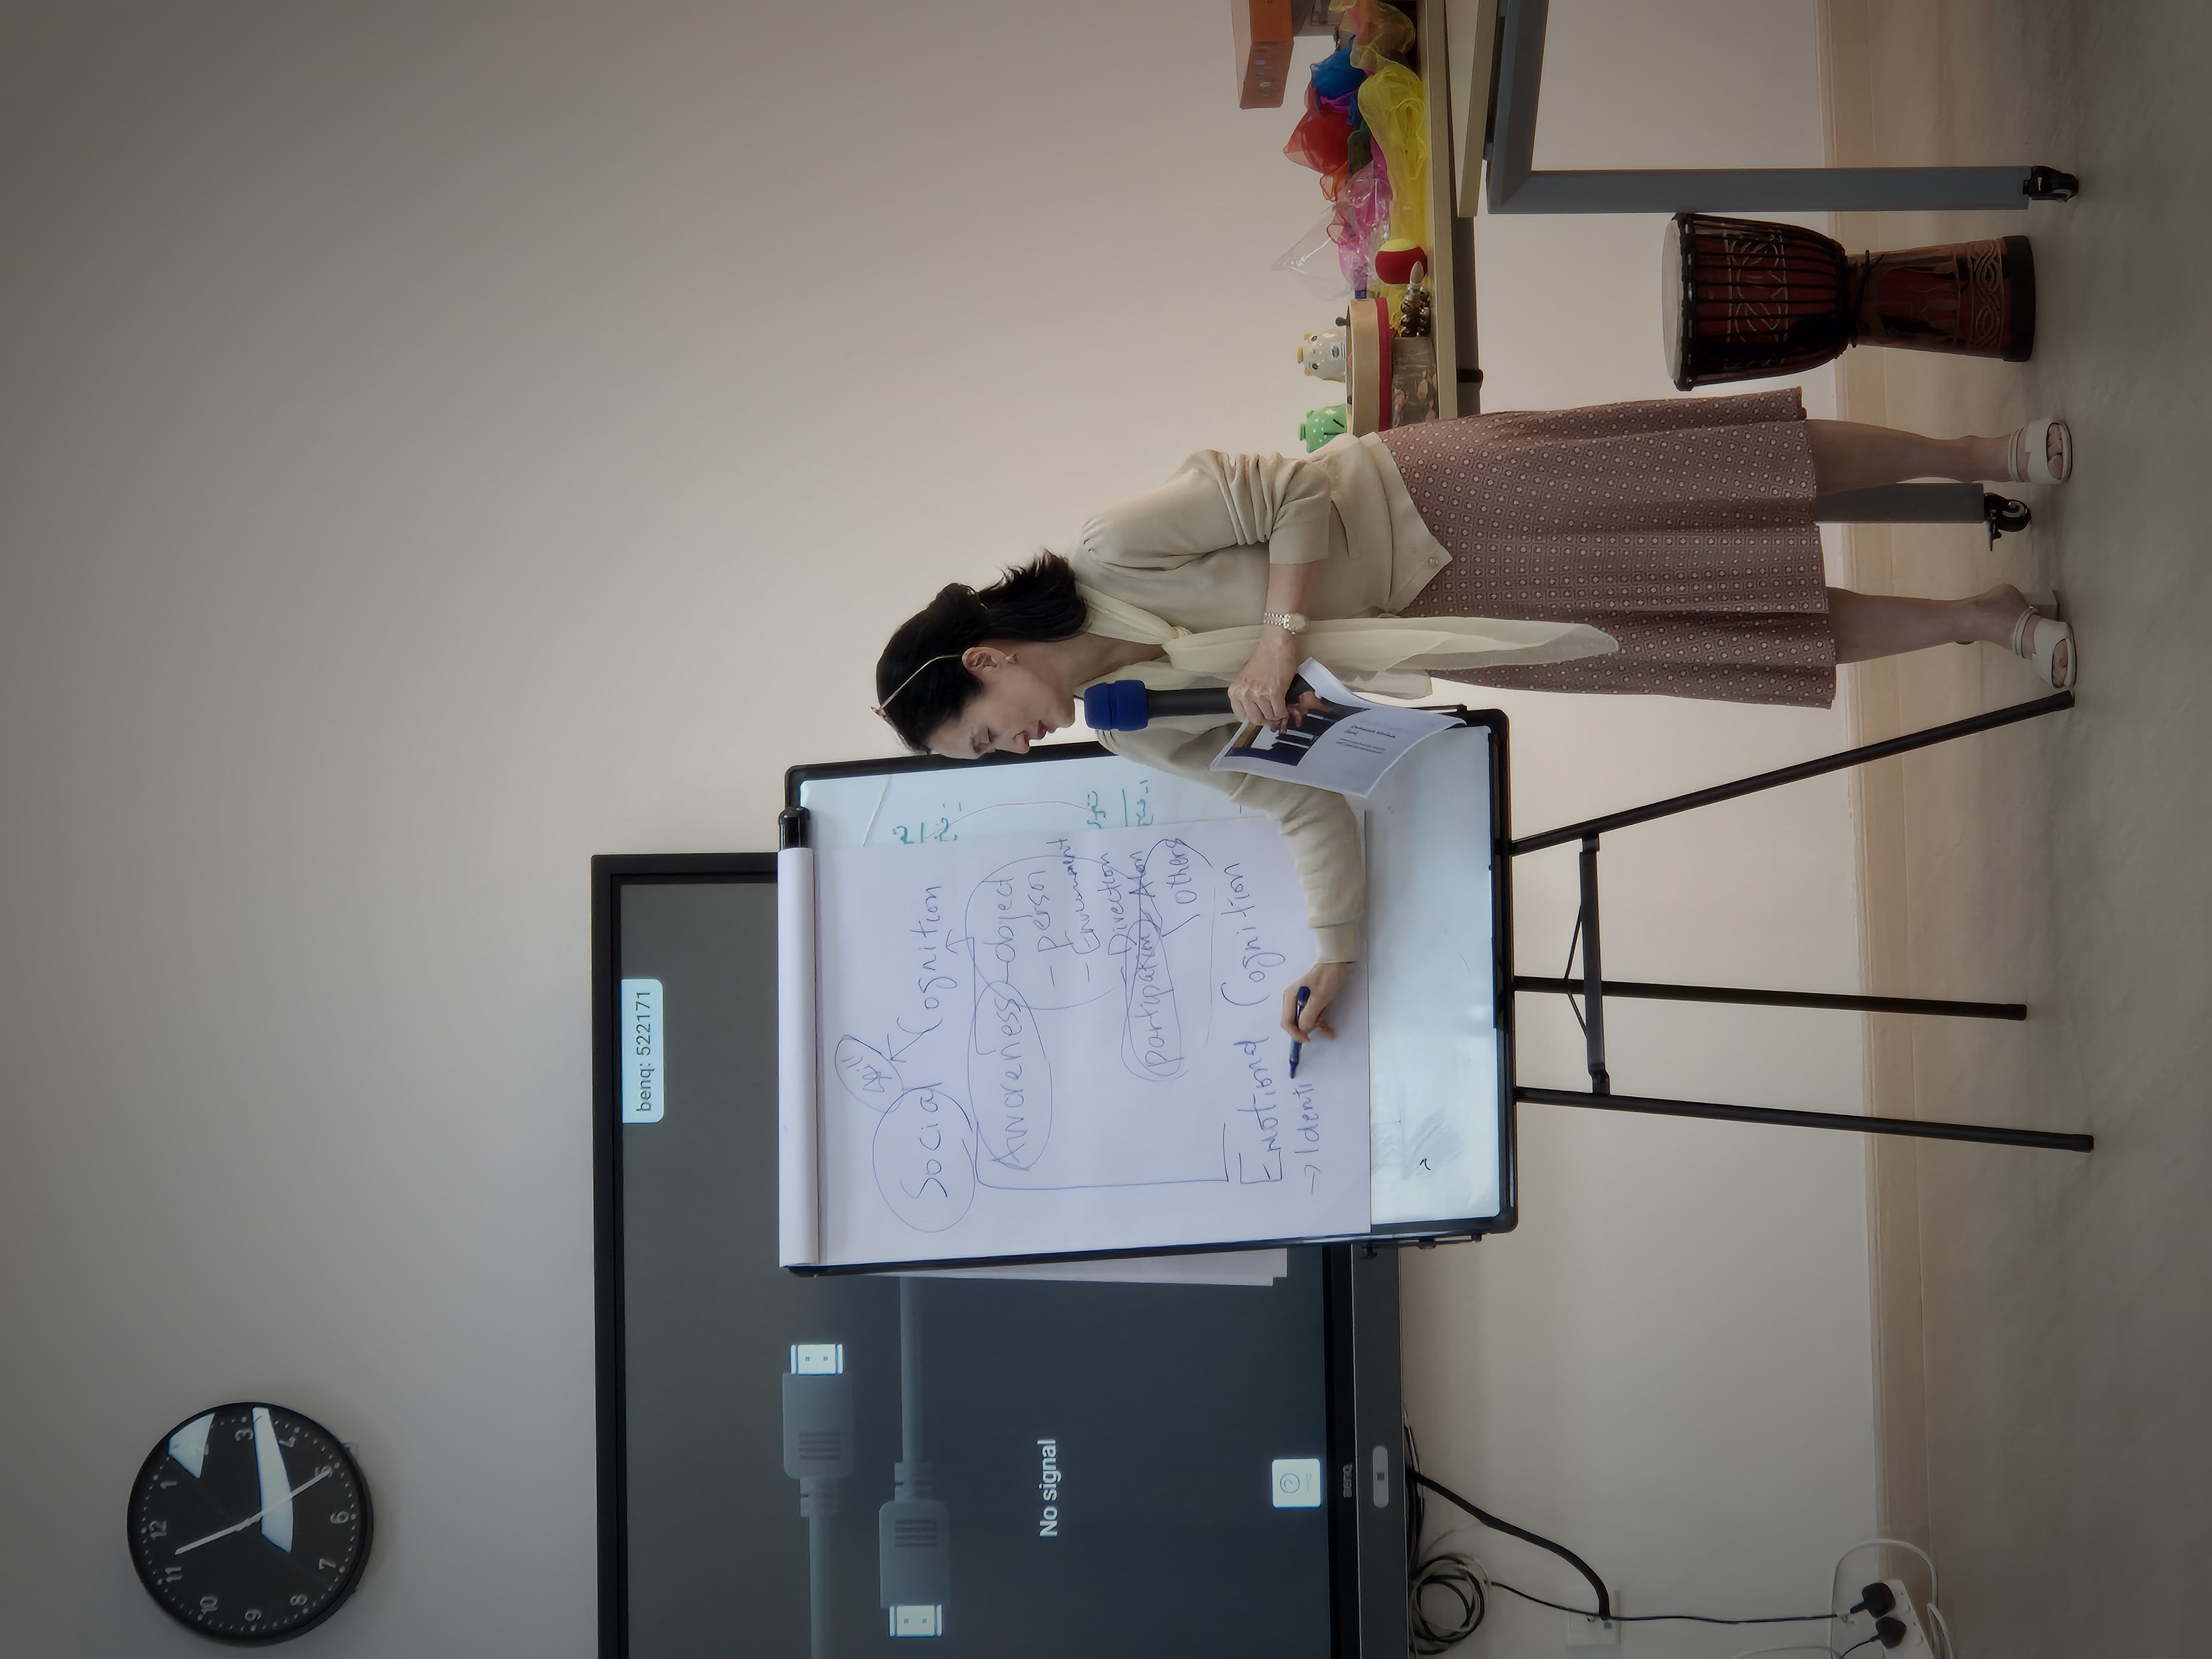 12
11 1
10
9 3
8 4
7 5
6
benq: 522171
No signal
BENQ
Skill
Social Cognition
Awareness - object
- person
- Environment
- Direction
participation Alon
others
Emotional Cognition
→ Identi